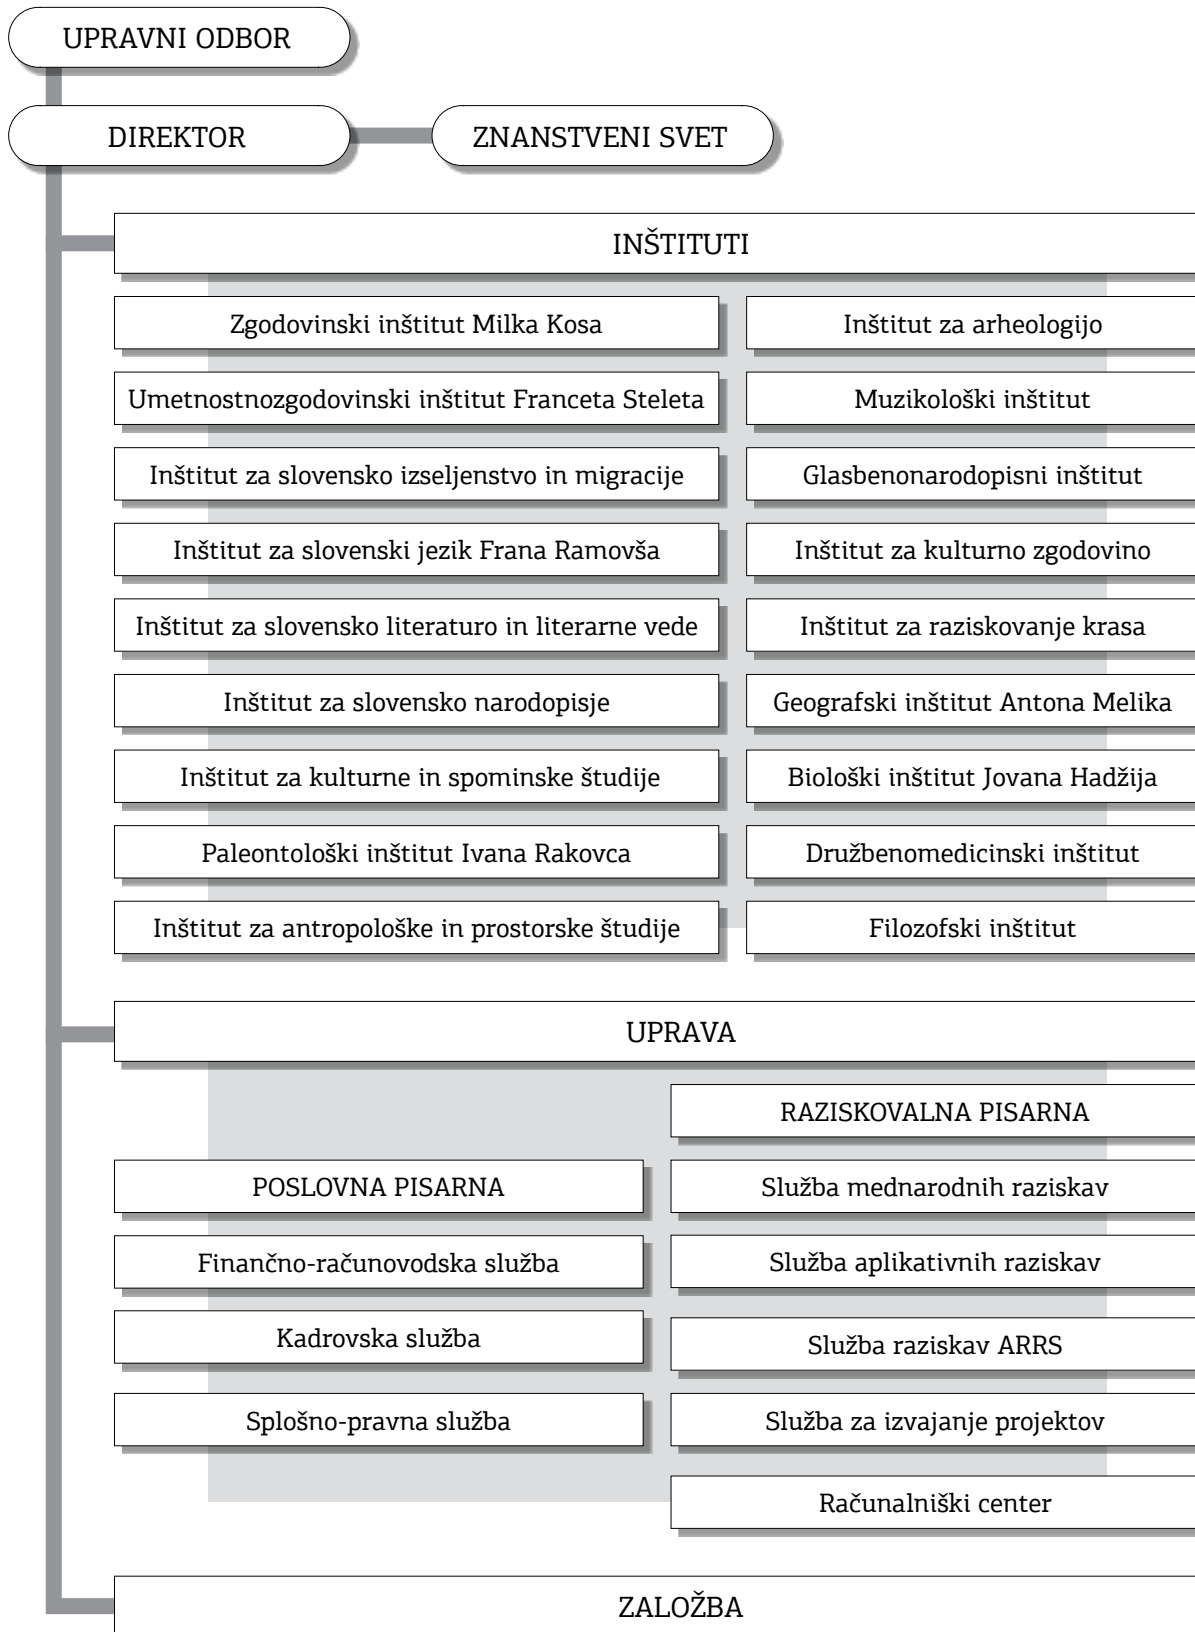 UPRAVNI ODBOR
DIREKTOR
ZNANSTVENI SVET
INŠTITUTI
Zgodovinski inštitut Milka Kosa
Inštitut za arheologijo
Umetnostnozgodovinski inštitut Franceta Steleta
Muzikološki inštitut
Inštitut za slovensko izseljenstvo in migracije
Glasbenonarodopisni inštitut
Inštitut za slovenski jezik Frana Ramovša
Inštitut za kulturno zgodovino
Inštitut za slovensko literaturo in literarne vede
Inštitut za raziskovanje krasa
Inštitut za slovensko narodopisje
Geografski inštitut Antona Melika
Inštitut za kulturne in spominske študije
Biološki inštitut Jovana Hadžija
Paleontološki inštitut Ivana Rakovca
Družbenomedicinski inštitut
Inštitut za antropološke in prostorske študije
Filozofski inštitut
UPRAVA
RAZISKOVALNA PISARNA
POSLOVNA PISARNA
Služba mednarodnih raziskav
Finančno-računovodska služba
Služba aplikativnih raziskav
Kadrovska služba
Služba raziskav ARRS
Splošno-pravna služba
Služba za izvajanje projektov
Računalniški center
ZALOŽBA